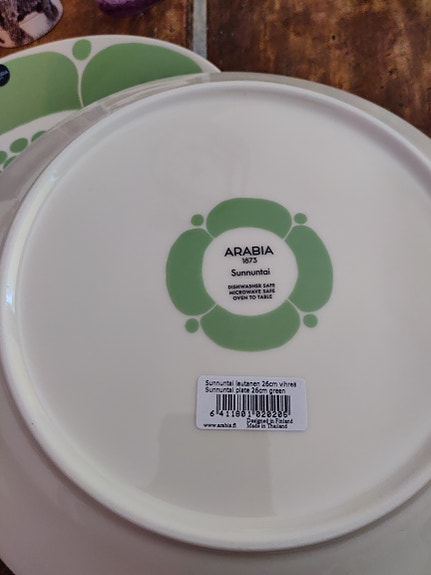 ARABIA
1873
Sunnuntai
DISHWASHER SAFE
MICROWAVE SAFE
OVEN TO TABLE
Sunnuntai lautanen 26cm vihreä
Sunnuntai plate 26cm green
6 411801 020205
Designed in Finland
www.arabia.fi Made in Thailand